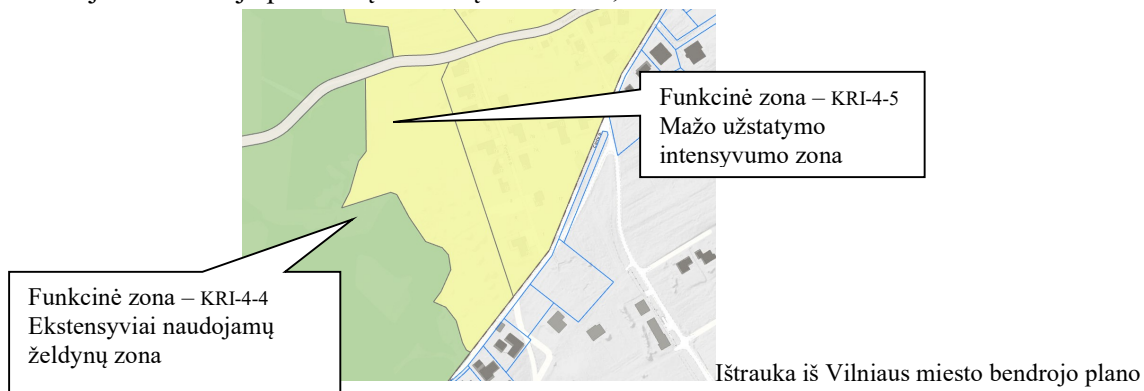 Funkcinė zona – KRI-4-5
Mažo užstatymo
intensyvumo zona
Funkcinė zona – KRI-4-4
Ekstensyviai naudojamų
želdynų zona
Ištrauka iš Vilniaus miesto bendrojo plano